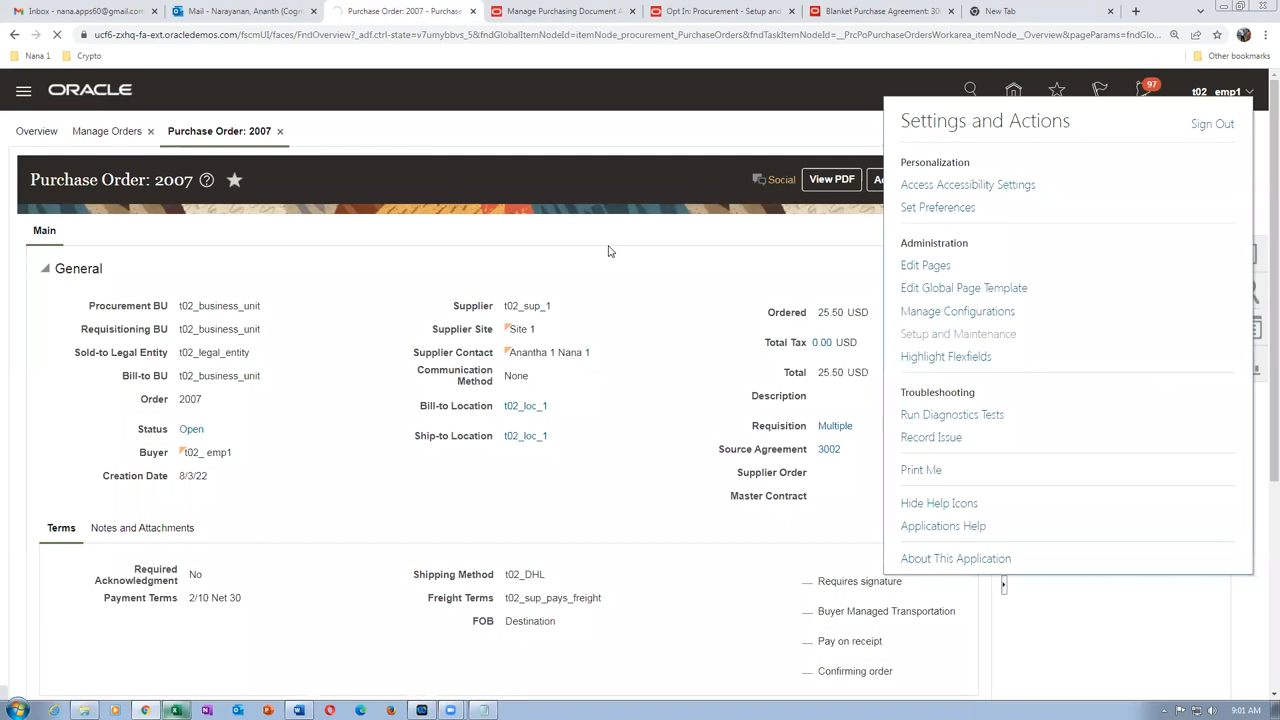 Inbox - nana.apps60@gmail.com
Mail - Narayanan, Ananth (Cogn
Purchase Order: 2007 - Purchase
Manage Purchasing Document A
Opt In: Procurement - Setup and
Blanket Purchase Agreement: 300
New Tab
ucf6-zxhq-fa-ext.oracledemos.com/fscmUI/faces/FndOverview?_adf.ctrl-state=v7umybbvs_5&fndGlobalItemNodeId=itemNode_procurement_PurchaseOrders&fndTaskItemNodeId=__PrcPoPurchaseOrdersWorkarea_itemNode__Overview&pageParams=fndGlo...
Nana 1
Crypto
Other bookmarks
ORACLE
97
t02_ emp1
Overview
Manage Orders
Purchase Order: 2007
Settings and Actions
Sign Out
Purchase Order: 2007
Social
View PDF
Personalization
Access Accessibility Settings
Set Preferences
Administration
Edit Pages
Edit Global Page Template
Manage Configurations
Setup and Maintenance
Highlight Flexfields
Troubleshooting
Run Diagnostics Tests
Record Issue
Print Me
Hide Help Icons
Applications Help
About This Application
Main
General
Procurement BU t02_business_unit
Requisitioning BU t02_business_unit
Sold-to Legal Entity t02_legal_entity
Bill-to BU t02_business_unit
Order 2007
Status Open
Buyer t02_ emp1
Creation Date 8/3/22
Supplier t02_sup_1
Supplier Site Site 1
Supplier Contact Anantha 1 Nana 1
Communication
Method None
Bill-to Location t02_loc_1
Ship-to Location t02_loc_1
Ordered 25.50 USD
Total Tax 0.00 USD
Total 25.50 USD
Description
Requisition Multiple
Source Agreement 3002
Supplier Order
Master Contract
Terms
Notes and Attachments
Required
Acknowledgment No
Payment Terms 2/10 Net 30
Shipping Method t02_DHL
Freight Terms t02_sup_pays_freight
FOB Destination
Requires signature
Buyer Managed Transportation
Pay on receipt
Confirming order
9:01 AM